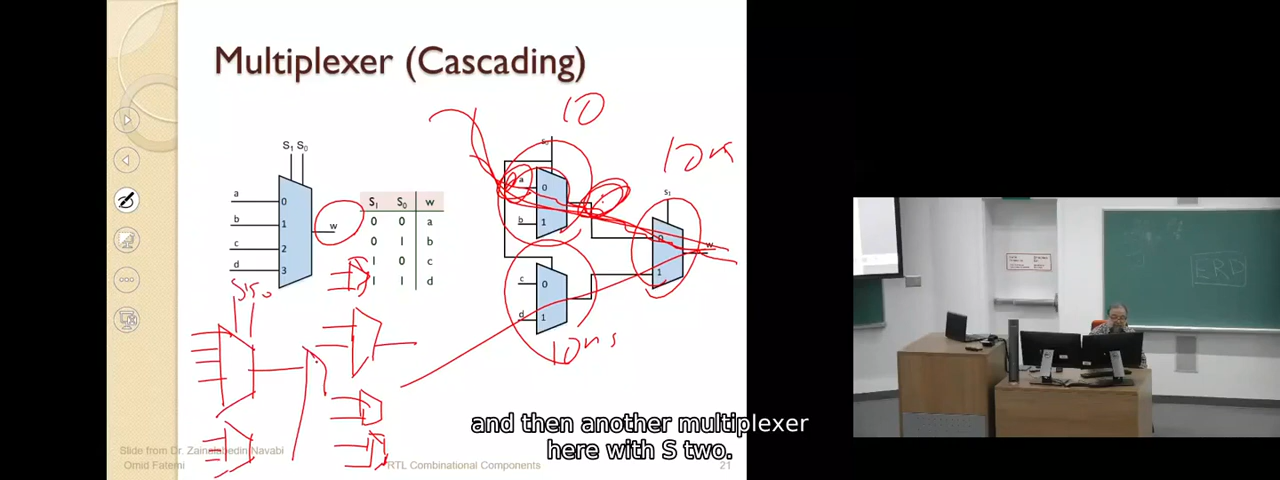 Multiplexer (Cascading)
10
10ns
S₁ S₀
a
b
c
d
0
1
2
3
w
S₁ S₀ w
0 0 a
0 1 b
1 0 c
1 1 d
s₁
a
b
0
1
c
d
0
1
0
1
w
S₁S₀
10ns
ERD
and then another multiplexer
here with S two.
Slide from Dr. Zainalabedin Navabi
Omid Fatemi
RTL Combinational Components
21